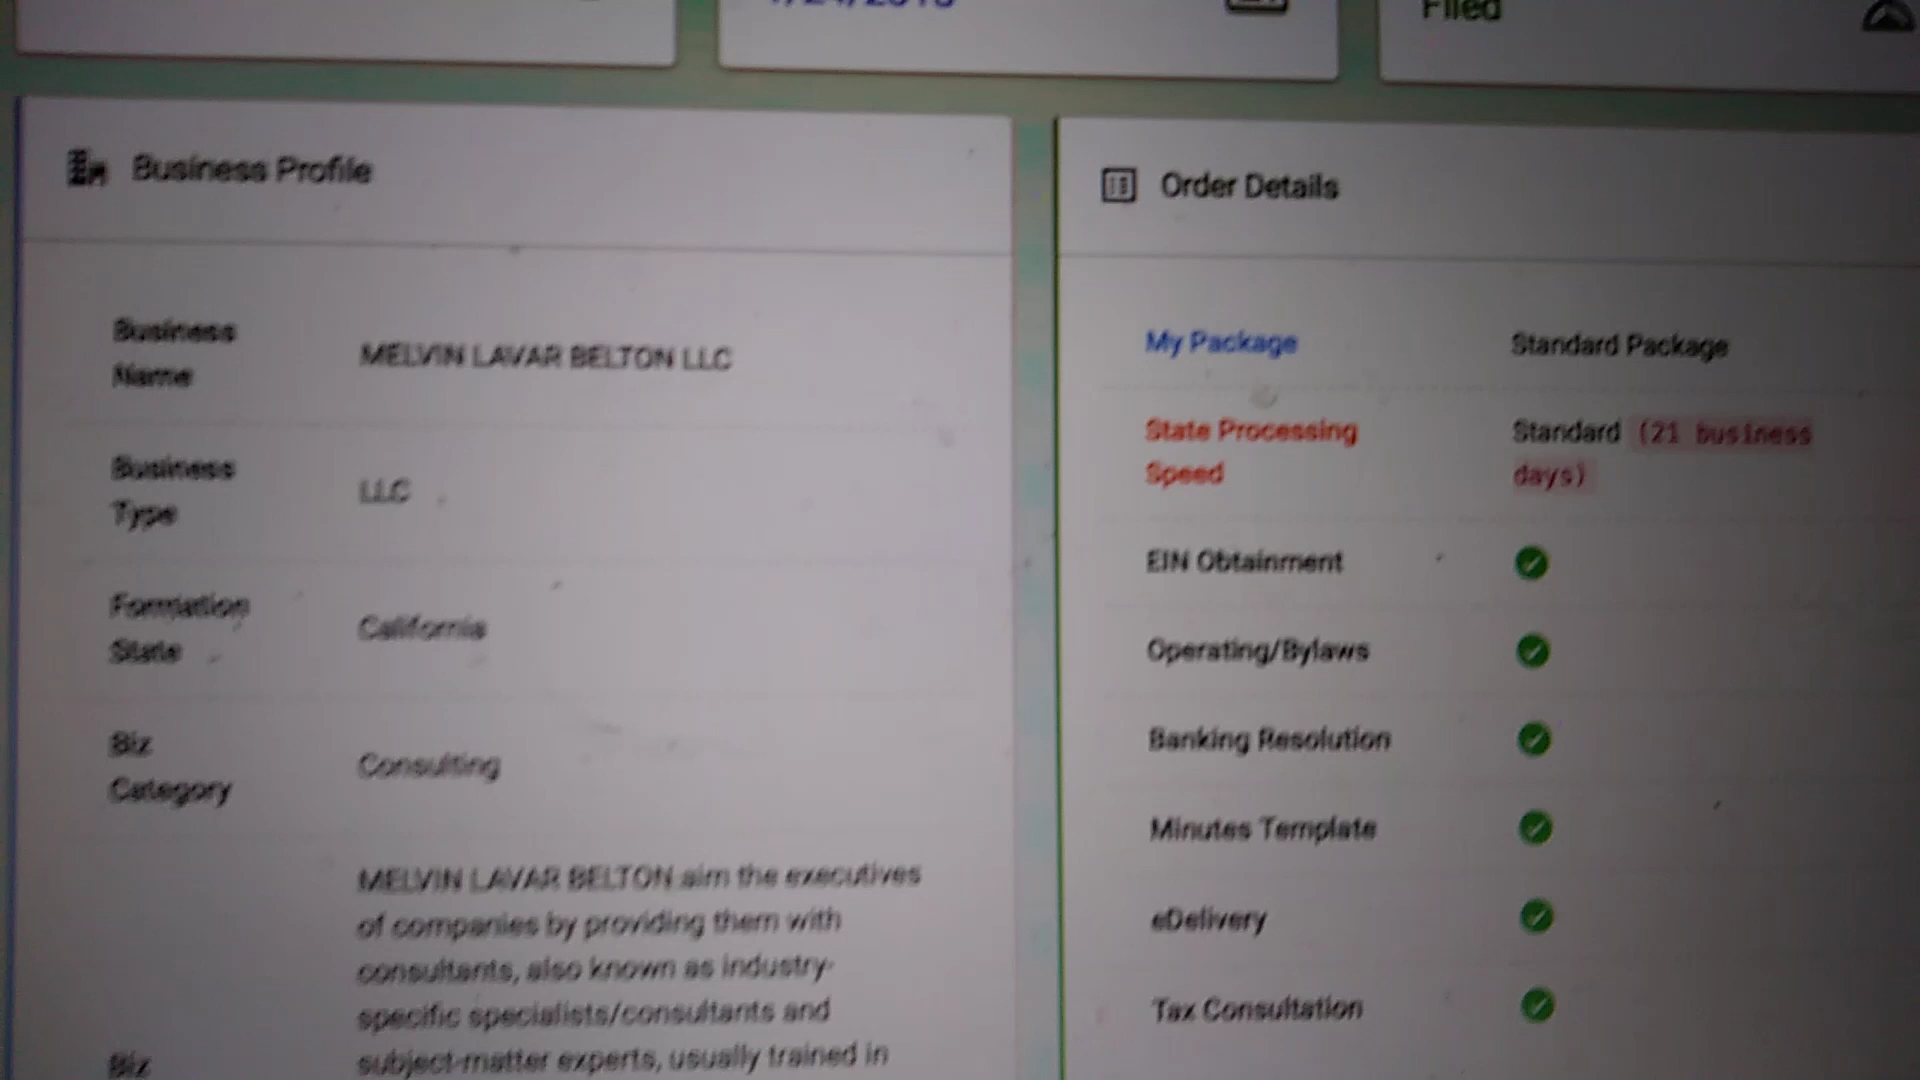 Filed
Business Profile
Business
Name
MELVIN LAVAR BELTON LLC
Business
Type
LLC
Formation
State
California
Biz
Category
Consulting
MELVIN LAVAR BELTON aim the executives
of companies by providing them with
consultants, also known as industry-
specific specialists/consultants and
Biz
subject-matter experts, usually trained in
Order Details
My Package
Standard Package
State Processing
Speed
Standard (21 business
days)
EIN Obtainment
Operating/Bylaws
Banking Resolution
Minutes Template
eDelivery
Tax Consultation